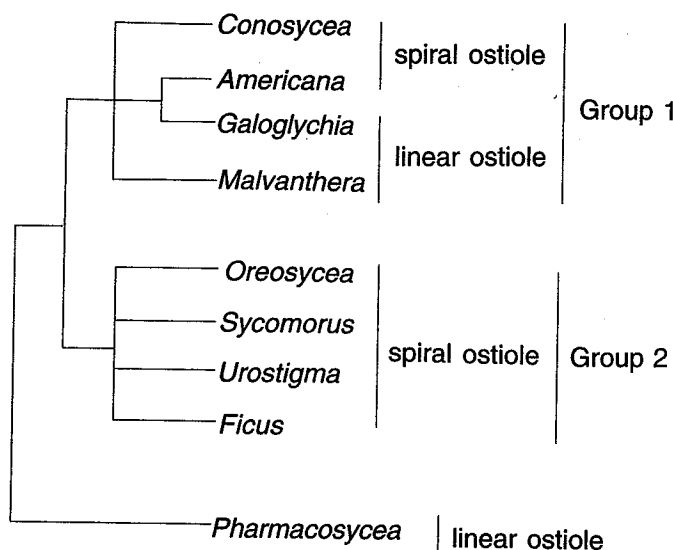 Conosycea
spiral ostiole
Americana
Group 1
Galoglychia
linear ostiole
Malvanthera
Oreosycea
Sycomorus
spiral ostiole
Group 2
Urostigma
Ficus
Pharmacosycea
linear ostiole